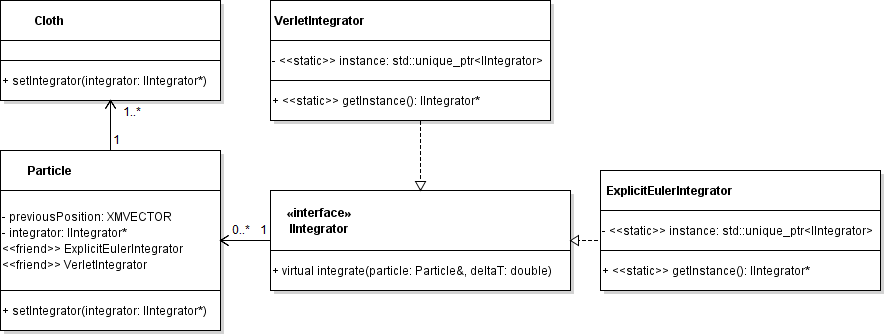 Cloth
+ setIntegrator(integrator: IIntegrator*)
1..*
1
Particle
- previousPosition: XMVECTOR
- integrator: IIntegrator*
<<friend>> ExplicitEulerIntegrator
<<friend>> VerletIntegrator
+ setIntegrator(integrator: IIntegrator*)
VerletIntegrator
- <<static>> instance: std::unique_ptr<IIntegrator>
+ <<static>> getInstance(): IIntegrator*
0..* 1
«interface»
IIntegrator
+ virtual integrate(particle: Particle&, deltaT: double)
ExplicitEulerIntegrator
- <<static>> instance: std::unique_ptr<IIntegrator>
+ <<static>> getInstance(): IIntegrator*